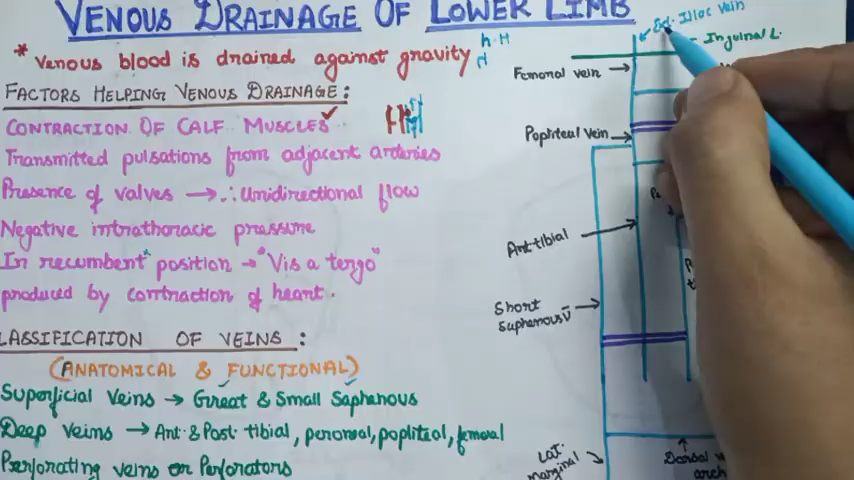 VENOUS DRAINAGE OF LOWER LIMB
* Venous blood is drained against gravity
FACTORS HELPING VENOUS DRAINAGE:
CONTRACTION OF CALF MUSCLES
Transmitted pulsations from adjacent arteries
Presence of valves → ∴ Unidirectional flow
Negative intrathoracic pressure
In recumbent* position → "Vis a tergo"
produced by contraction of heart.
LASSIFICATION OF VEINS:
(ANATOMICAL & FUNCTIONAL)
Superficial Veins → Great & Small Saphenous
Deep Veins → Ant. & Post. tibial, peroneal, popliteal, femoral
Perforating veins or Perforators
Ext. Iliac Vein
Inguinal L.
Femoral vein →
Popliteal Vein →
Ant tibial
Short
Saphenous V̄
Lat.
marginal
Dorsal v
arch